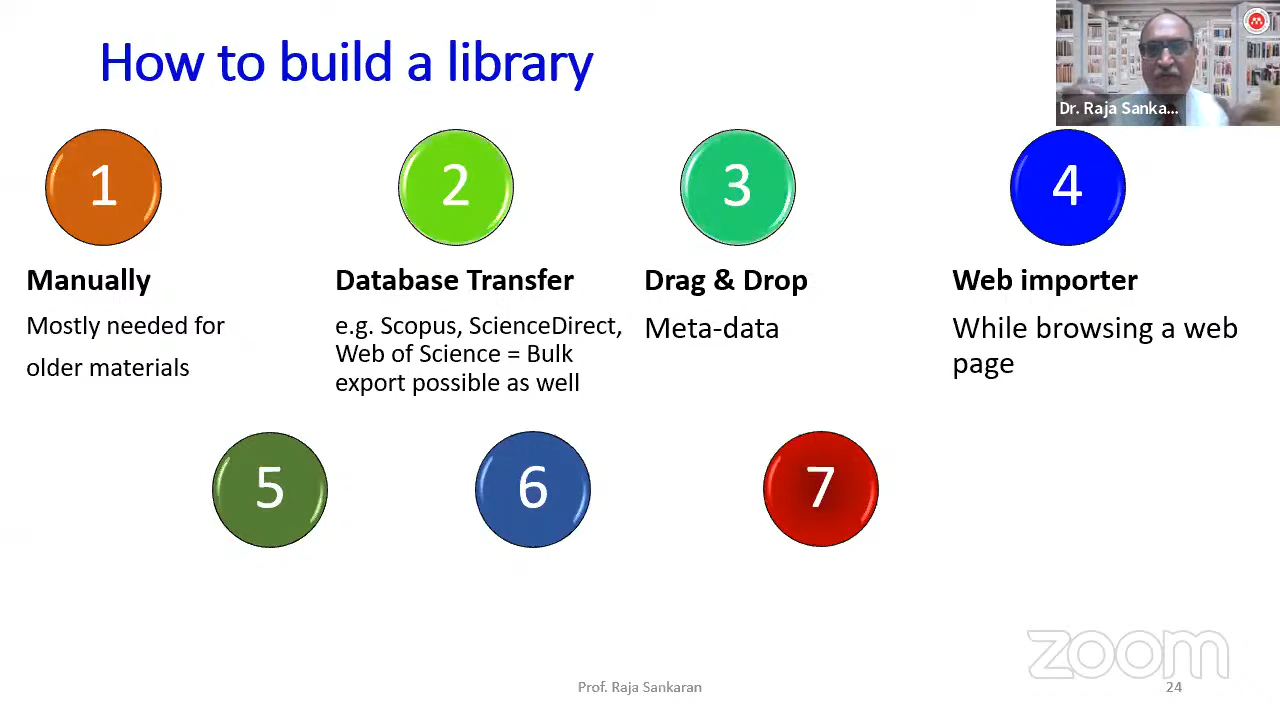 How to build a library
Dr. Raja Sanka...
1
2
3
4
Manually
Database Transfer
Drag & Drop
Web importer
Mostly needed for
older materials
e.g. Scopus, ScienceDirect,
Web of Science = Bulk
export possible as well
Meta-data
While browsing a web
page
5
6
7
zoom
Prof. Raja Sankaran
24